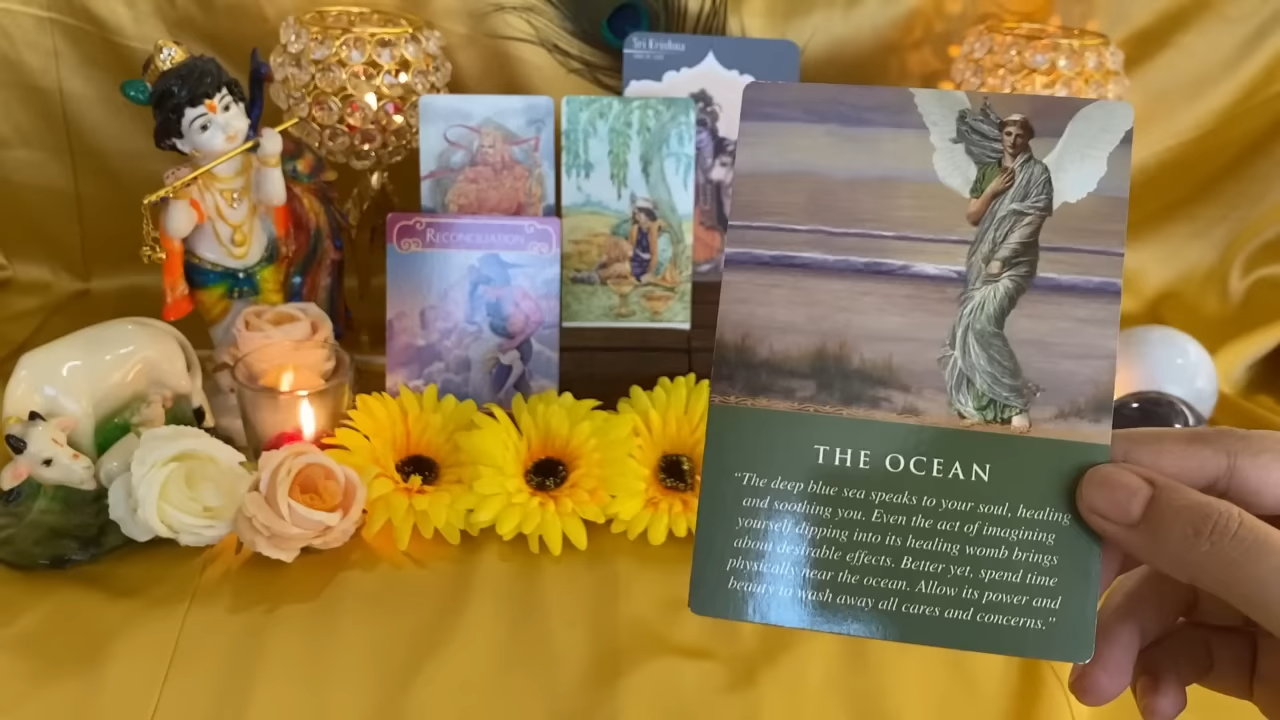 Sri Krishna
RECONCILIATION
THE OCEAN
“The deep blue sea speaks to your soul, healing
and soothing you. Even the act of imagining
yourself dipping into its healing womb brings
about desirable effects. Better yet, spend time
physically near the ocean. Allow its power and
beauty to wash away all cares and concerns.”